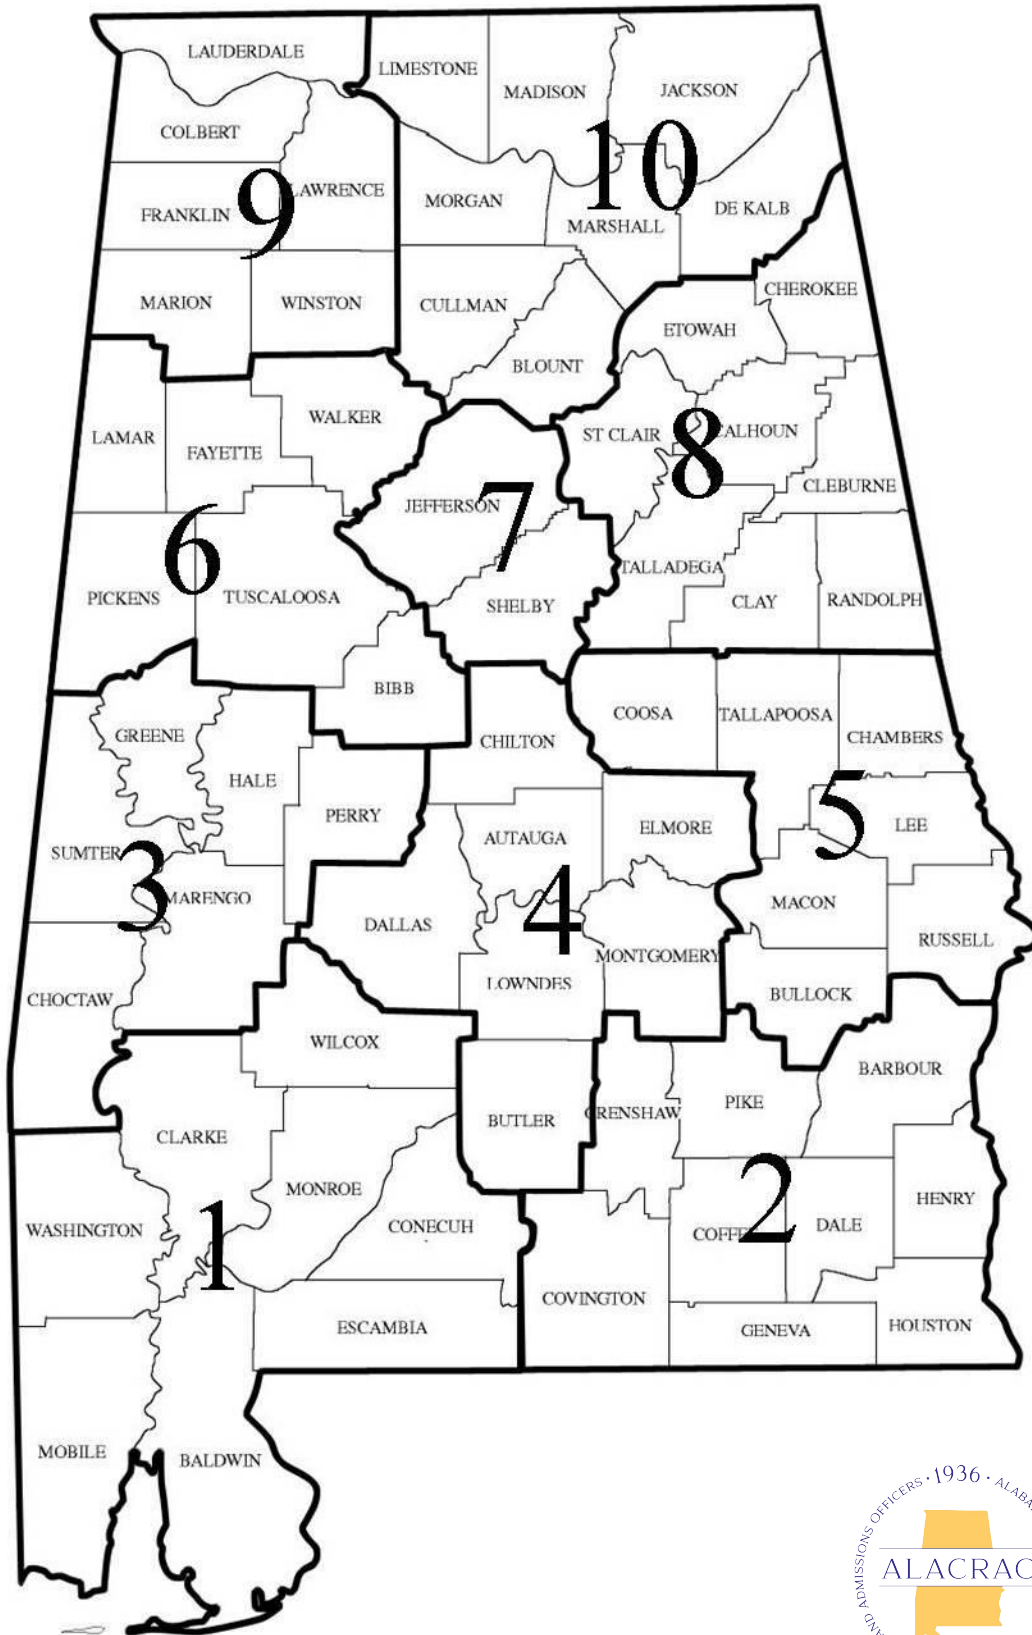 LAUDERDALE
LIMESTONE
MADISON
JACKSON
COLBERT
LAWRENCE
FRANKLIN
9
MORGAN
10
MARSHALL
DE KALB
MARION
WINSTON
CULLMAN
CHEROKEE
ETOWAH
BLOUNT
LAMAR
FAYETTE
WALKER
ST CLAIR
8
CALHOUN
CLEBURNE
JEFFERSON
7
6
PICKENS
TUSCALOOSA
SHELBY
TALLADEGA
CLAY
RANDOLPH
BIBB
GREENE
HALE
CHILTON
COOSA
TALLAPOOSA
CHAMBERS
PERRY
AUTAUGA
ELMORE
5
LEE
SUMTER
3
MARENGO
DALLAS
4
MACON
LOWNDES
MONTGOMERY
RUSSELL
CHOCTAW
WILCOX
BULLOCK
BARBOUR
CLARKE
BUTLER
CRENSHAW
PIKE
MONROE
WASHINGTON
1
CONECUH
COFFEE
2
DALE
HENRY
COVINGTON
ESCAMBIA
GENEVA
HOUSTON
MOBILE
BALDWIN
AND ADMISSIONS OFFICERS · 1936 · ALABA
ALACRAO